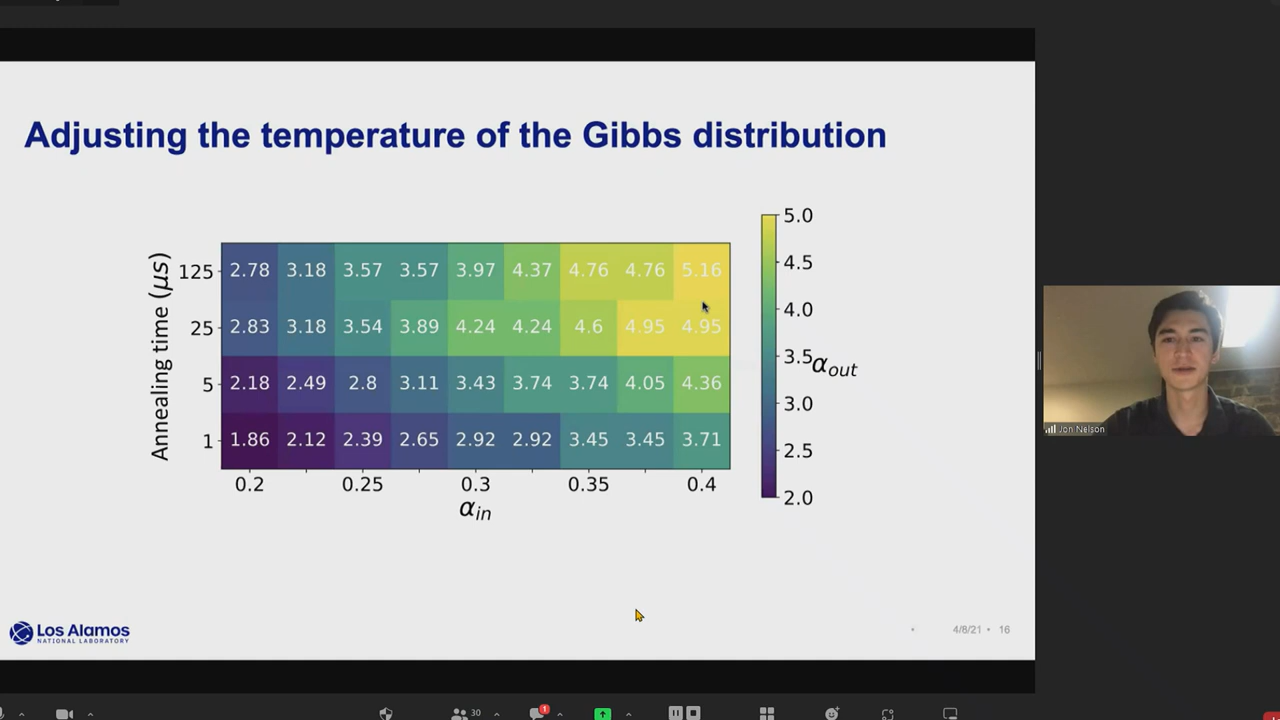 Adjusting the temperature of the Gibbs distribution
Annealing time (μs)
125 2.78 3.18 3.57 3.57 3.97 4.37 4.76 4.76 5.16
25 2.83 3.18 3.54 3.89 4.24 4.24 4.6 4.95 4.95
5 2.18 2.49 2.8 3.11 3.43 3.74 3.74 4.05 4.36
1 1.86 2.12 2.39 2.65 2.92 2.92 3.45 3.45 3.71
0.2 0.25 0.3 0.35 0.4
α_in
5.0
4.5
4.0
3.5
3.0
2.5
2.0
α_out
Jon Nelson
Los Alamos
NATIONAL LABORATORY
4/8/21 • 16
30
1